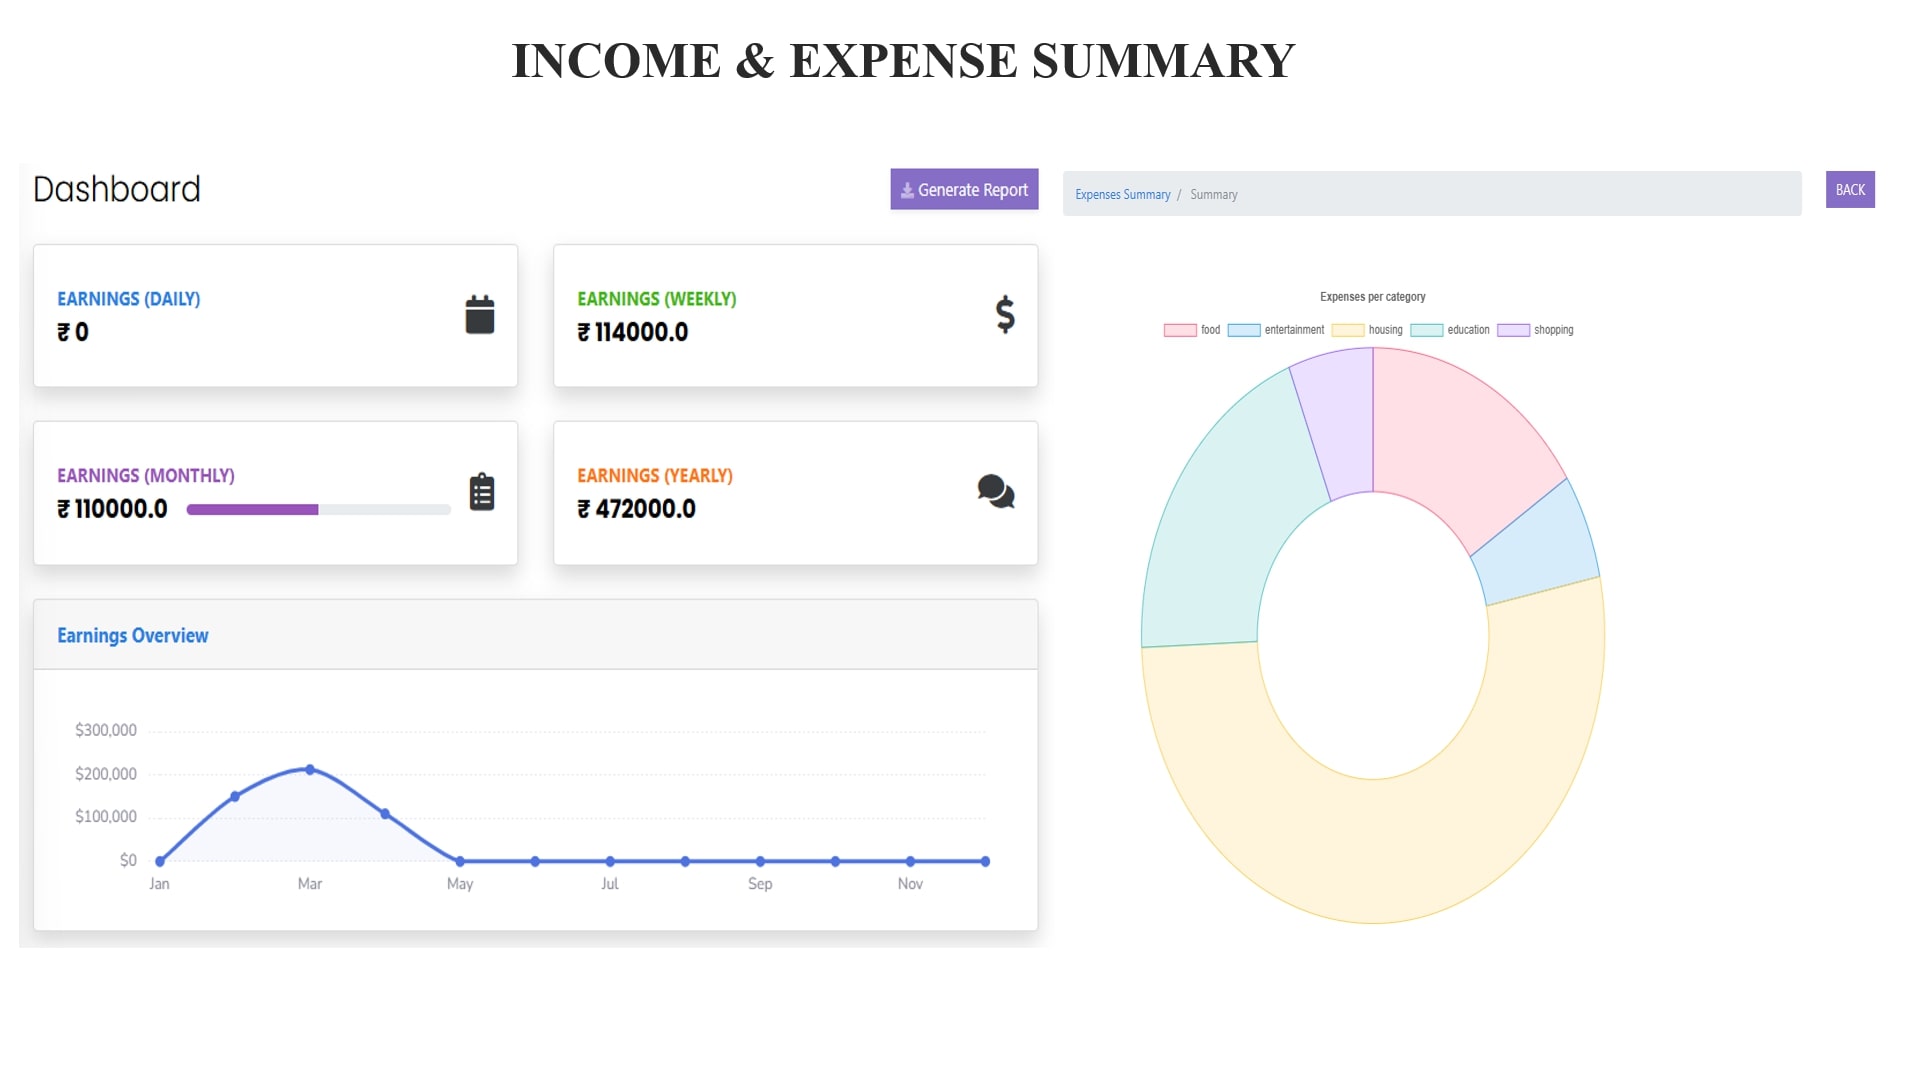 INCOME & EXPENSE SUMMARY
Dashboard
Generate Report
EARNINGS (DAILY)
₹ 0
EARNINGS (WEEKLY)
₹ 114000.0
EARNINGS (MONTHLY)
₹ 110000.0
EARNINGS (YEARLY)
₹ 472000.0
Earnings Overview
$300,000
$200,000
$100,000
$0
Jan Mar May Jul Sep Nov
Expenses Summary / Summary
BACK
Expenses per category
food entertainment housing education shopping